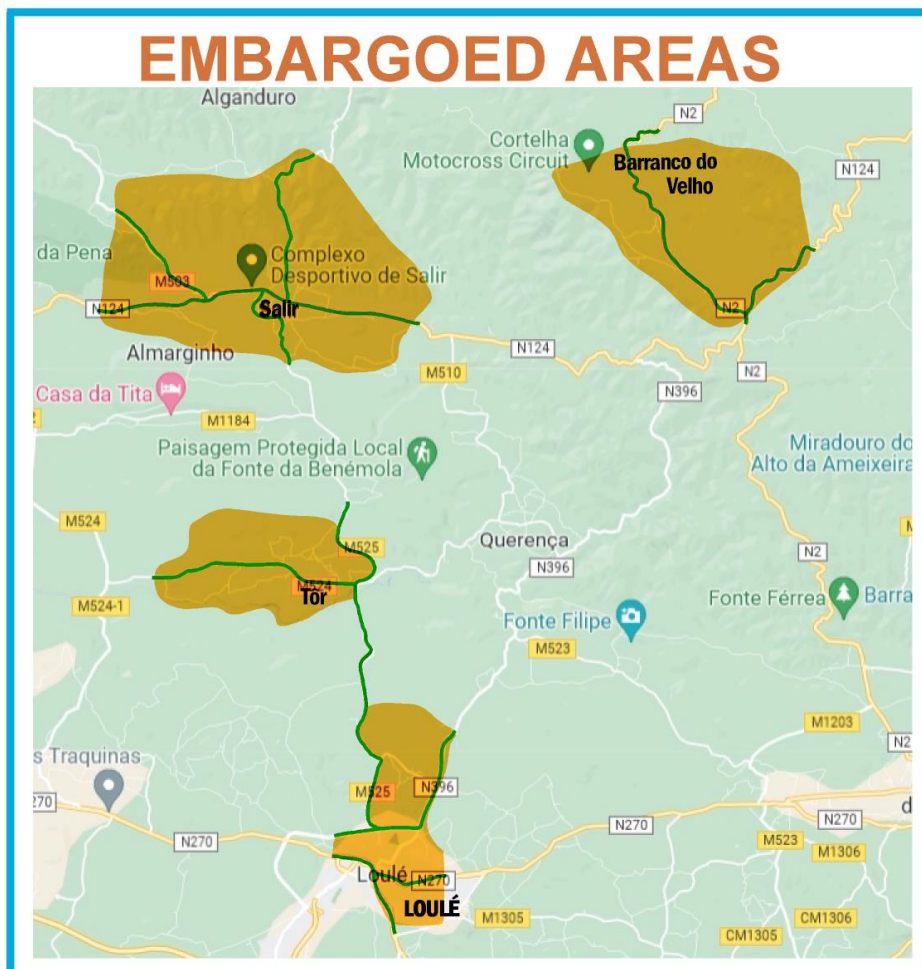 EMBARGOED AREAS
Alganduro
N2
Cortelha
Motocross Circuit
Barranco do
Velho
N124
da Pena
Complexo
Desportivo de Salir
M503
N124
Salir
N2
Almarginho
N124
M510
N2
N396
Casa da Tita
M1184
Paisagem Protegida Local
da Fonte da Benémola
Miradouro do
Alto da Ameixeira
M524
M525
Querença
N2
N396
M524
Tôr
M524-1
Fonte Filipe
Fonte Férrea
Barra
M523
M1203
s Traquinas
N2
M525
N396
270
N270
N270
N270
d
M523
M1306
Loulé
N270
LOULÉ
M1305
CM1305
CM1306